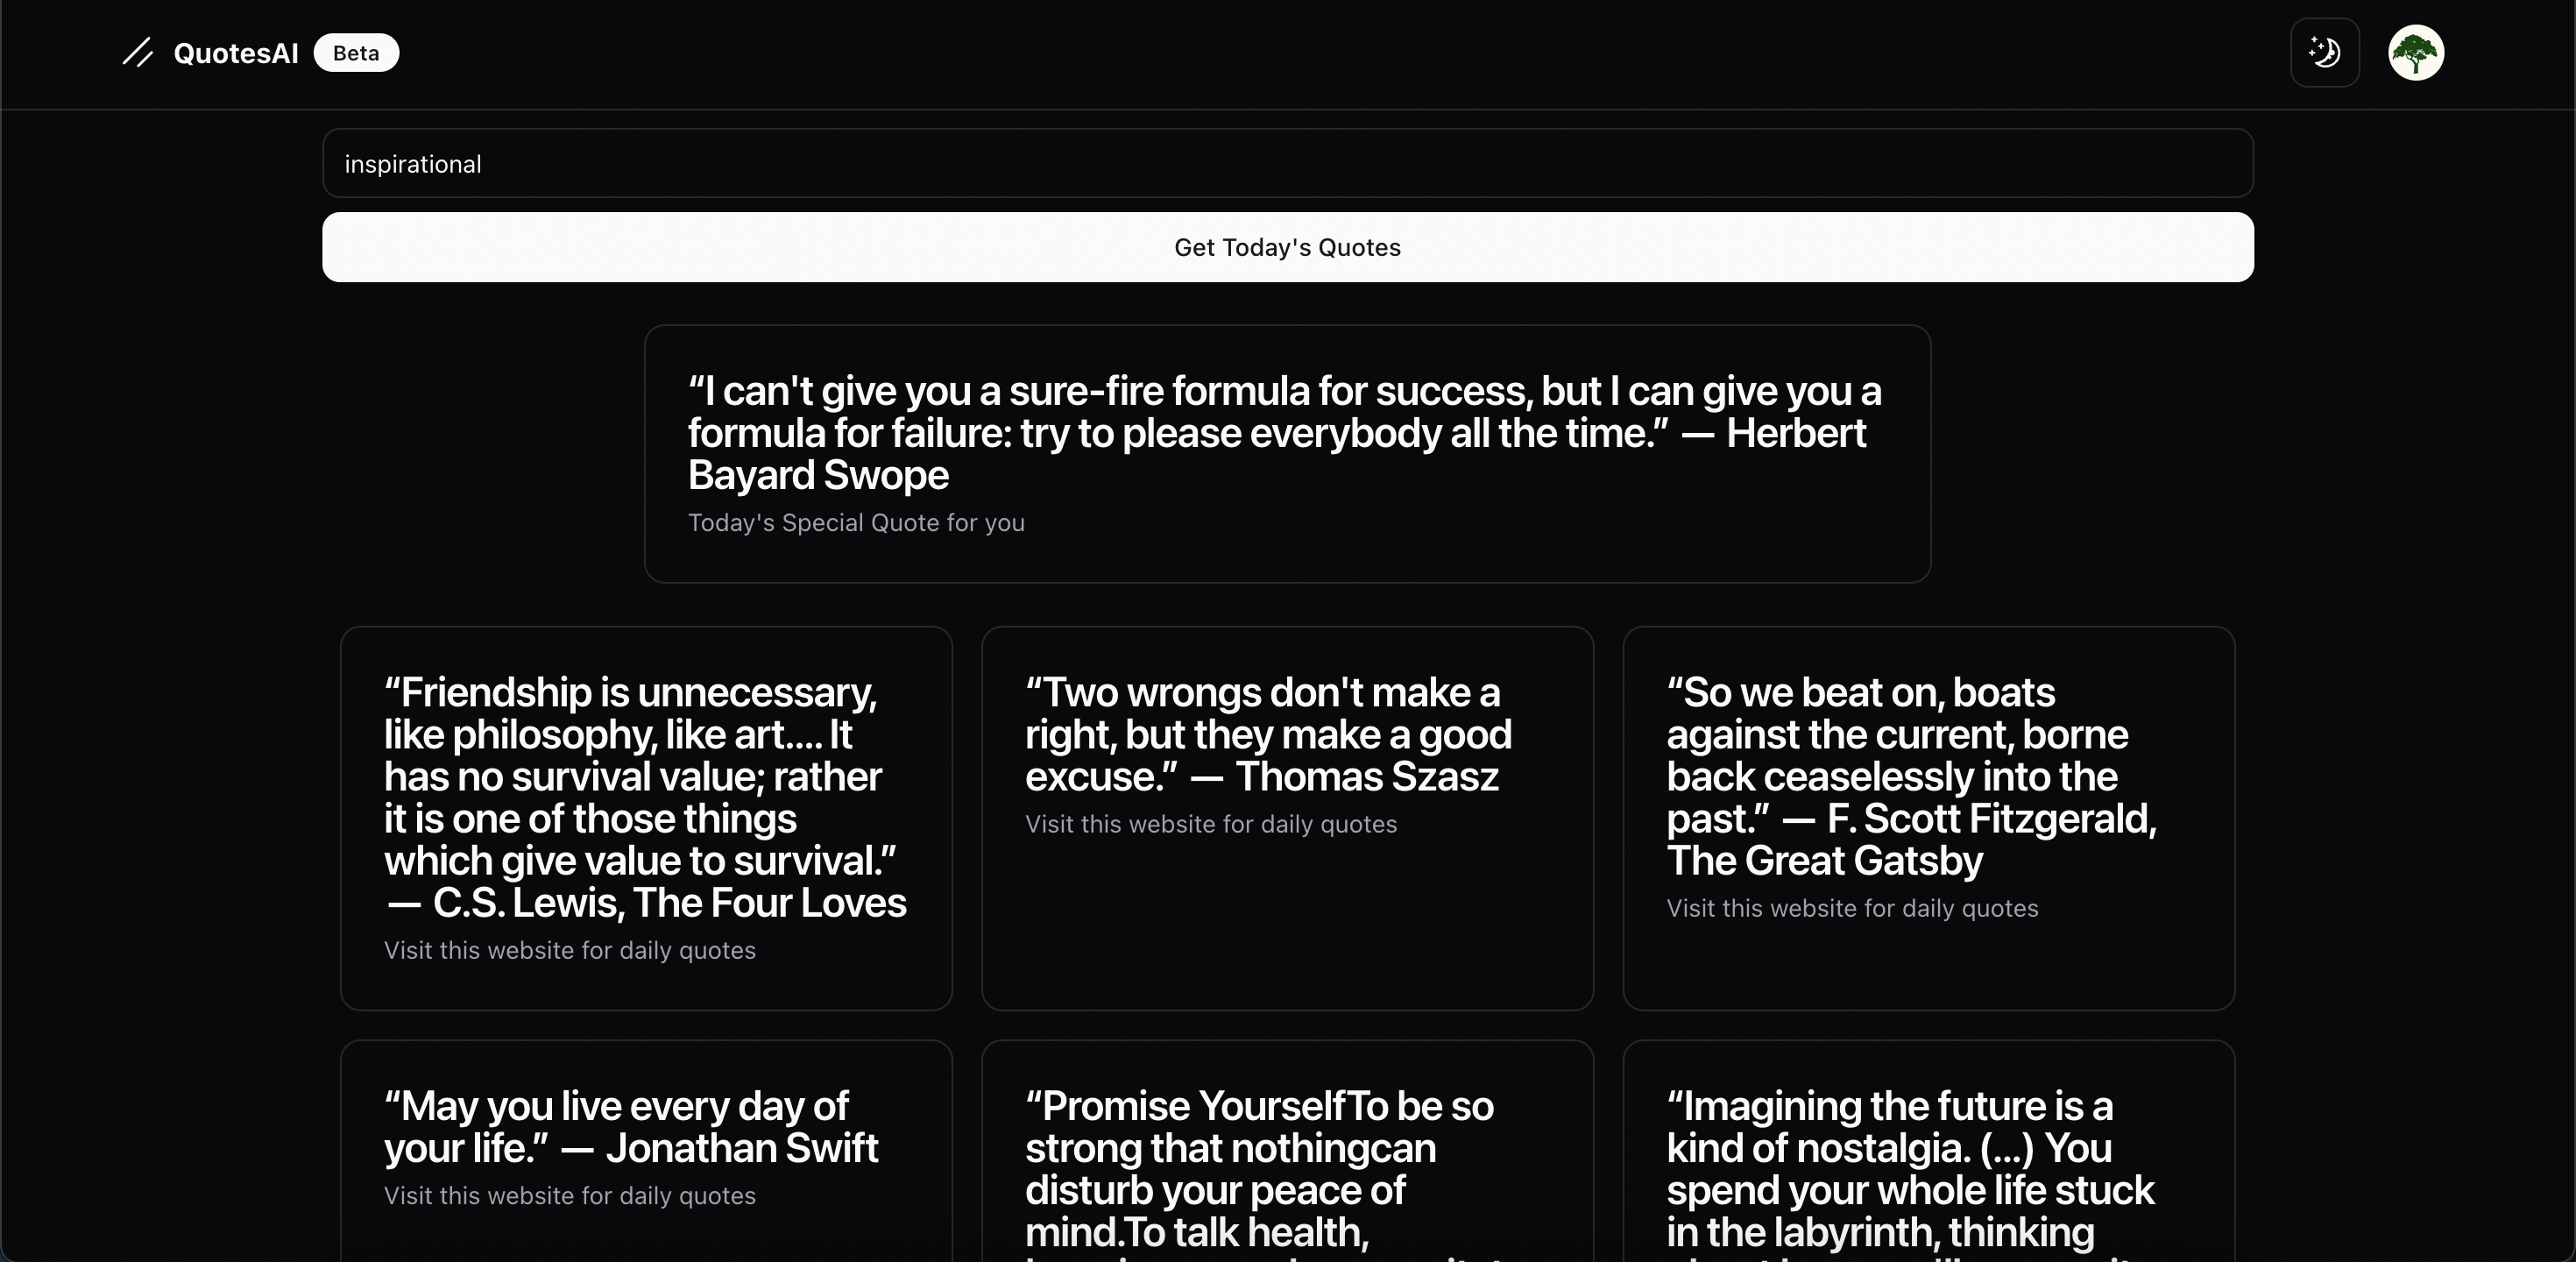 QuotesAI Beta
inspirational
Get Today's Quotes
“I can't give you a sure-fire formula for success, but I can give you a
formula for failure: try to please everybody all the time.” — Herbert
Bayard Swope
Today's Special Quote for you
“Friendship is unnecessary,
like philosophy, like art.... It
has no survival value; rather
it is one of those things
which give value to survival.”
— C.S. Lewis, The Four Loves
Visit this website for daily quotes
“Two wrongs don't make a
right, but they make a good
excuse.” — Thomas Szasz
Visit this website for daily quotes
“So we beat on, boats
against the current, borne
back ceaselessly into the
past.” — F. Scott Fitzgerald,
The Great Gatsby
Visit this website for daily quotes
“May you live every day of
your life.” — Jonathan Swift
Visit this website for daily quotes
“Promise YourselfTo be so
strong that nothingcan
disturb your peace of
mind.To talk health,
“Imagining the future is a
kind of nostalgia. (...) You
spend your whole life stuck
in the labyrinth, thinking